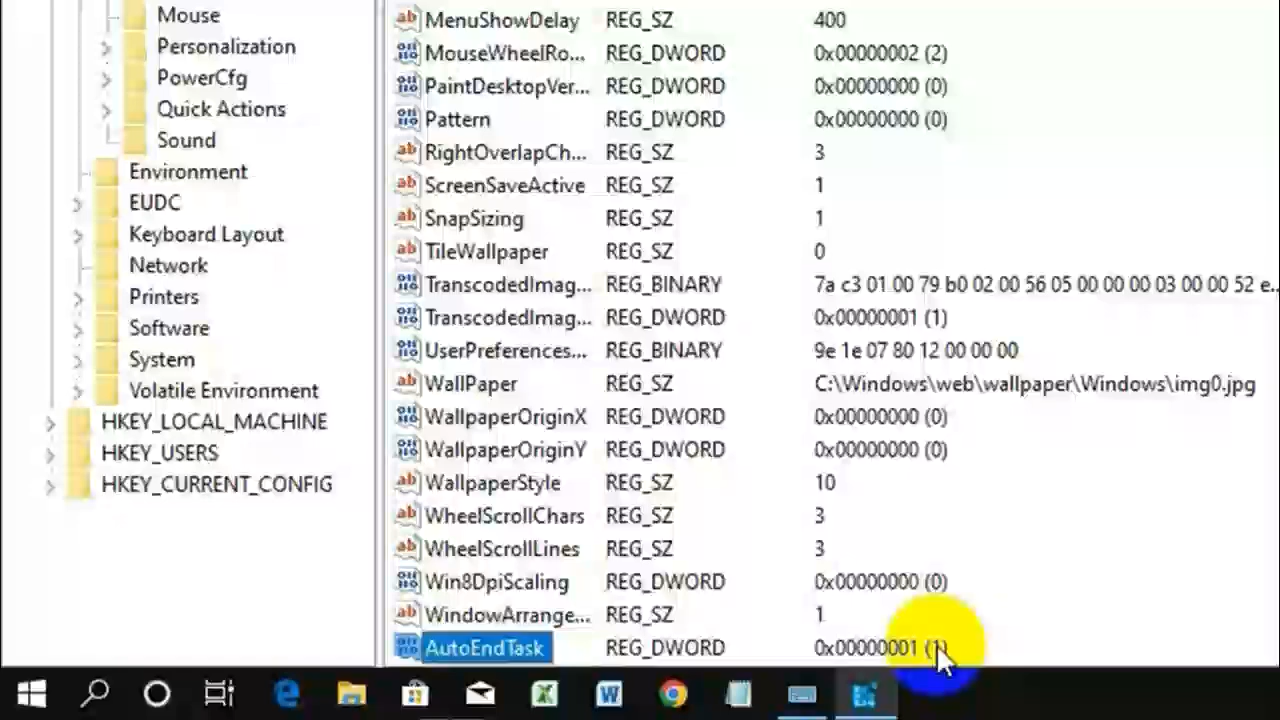 Mouse
Personalization
PowerCfg
Quick Actions
Sound
Environment
EUDC
Keyboard Layout
Network
Printers
Software
System
Volatile Environment
HKEY_LOCAL_MACHINE
HKEY_USERS
HKEY_CURRENT_CONFIG
MenuShowDelay REG_SZ 400
MouseWheelRo... REG_DWORD 0x00000002 (2)
PaintDesktopVer... REG_DWORD 0x00000000 (0)
Pattern REG_DWORD 0x00000000 (0)
RightOverlapCh... REG_SZ 3
ScreenSaveActive REG_SZ 1
SnapSizing REG_SZ 1
TileWallpaper REG_SZ 0
TranscodedImag... REG_BINARY 7a c3 01 00 79 b0 02 00 56 05 00 00 00 03 00 00 52 e...
TranscodedImag... REG_DWORD 0x00000001 (1)
UserPreferences... REG_BINARY 9e 1e 07 80 12 00 00 00
WallPaper REG_SZ C:\Windows\web\wallpaper\Windows\img0.jpg
WallpaperOriginX REG_DWORD 0x00000000 (0)
WallpaperOriginY REG_DWORD 0x00000000 (0)
WallpaperStyle REG_SZ 10
WheelScrollChars REG_SZ 3
WheelScrollLines REG_SZ 3
Win8DpiScaling REG_DWORD 0x00000000 (0)
WindowArrange... REG_SZ 1
AutoEndTask REG_DWORD 0x00000001 (1)